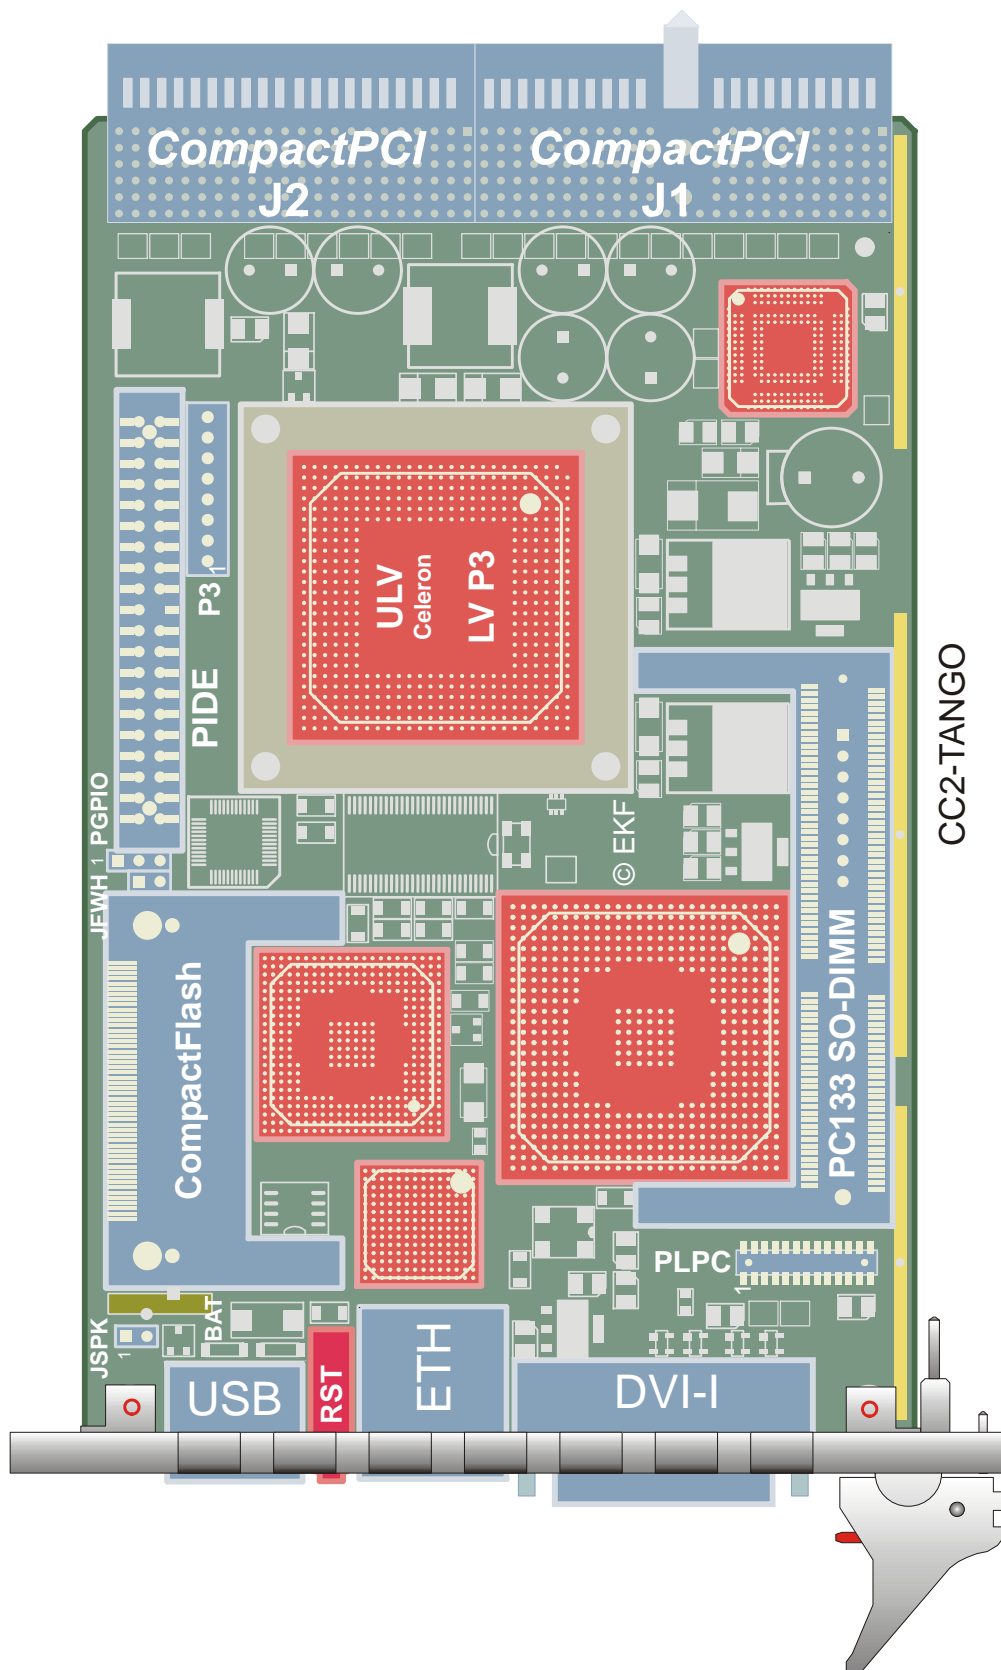 CompactPCI
J2
CompactPCI
J1
P3
1
ULV
Celeron
LV P3
PIDE
CC2-TANGO
PGPIO
1
JFWH
© EKF
CompactFlash
PC133 SO-DIMM
PLPC
1
BAT
JSPK
1
USB
RST
ETH
DVI-I